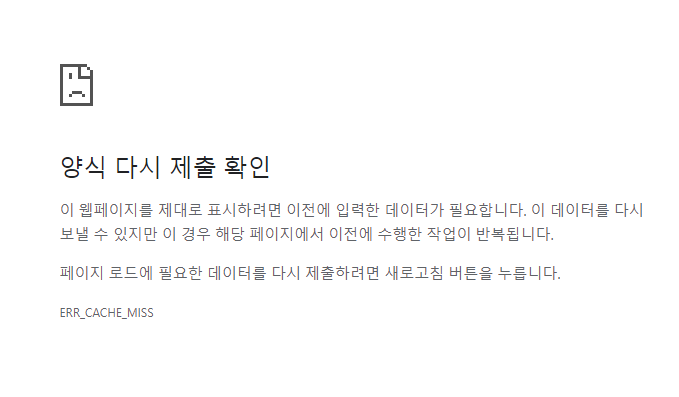 양식 다시 제출 확인
이 웹페이지를 제대로 표시하려면 이전에 입력한 데이터가 필요합니다. 이 데이터를 다시
보낼 수 있지만 이 경우 해당 페이지에서 이전에 수행한 작업이 반복됩니다.
페이지 로드에 필요한 데이터를 다시 제출하려면 새로고침 버튼을 누릅니다.
ERR_CACHE_MISS